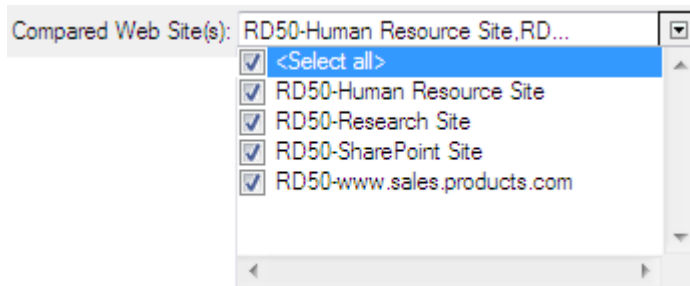 Compared Web Site(s): RD50-Human Resource Site,RD...
<Select all>
RD50-Human Resource Site
RD50-Research Site
RD50-SharePoint Site
RD50-www.sales.products.com